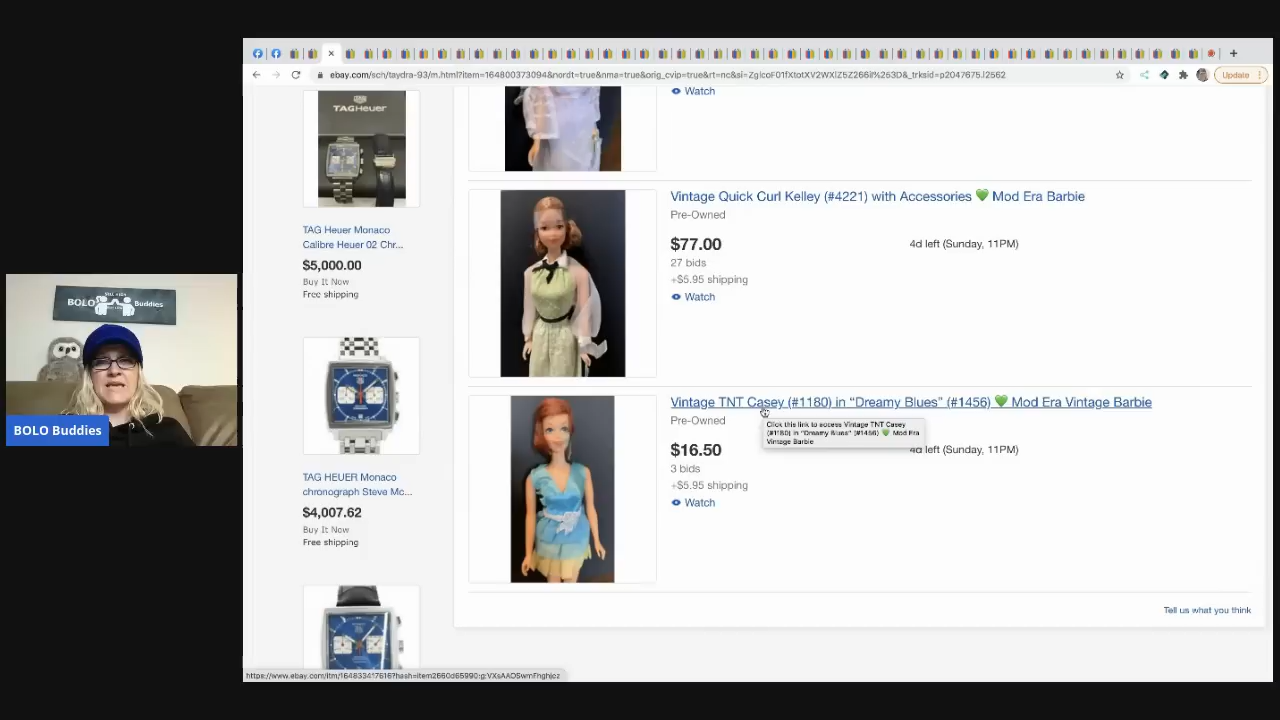 ebay.com/sch/taydra-93/m.html?item=164800373094&nordt=true&nma=true&orig_cvip=true&rt=nc&si=ZglcoF01fXtotXV2WXlZ5Z266il%253D&_trksid=p2047675.l2562
Update
TAGHeuer
Watch
Vintage Quick Curl Kelley (#4221) with Accessories 💚 Mod Era Barbie
Pre-Owned
$77.00
4d left (Sunday, 11PM)
27 bids
+$5.95 shipping
Watch
TAG Heuer Monaco
Calibre Heuer 02 Chr...
$5,000.00
Buy It Now
Free shipping
Vintage TNT Casey (#1180) in “Dreamy Blues” (#1456) 💚 Mod Era Vintage Barbie
Pre-Owned
Click this link to access Vintage TNT Casey
(#1180) in “Dreamy Blues” (#1456) 💚 Mod Era
Vintage Barbie
$16.50
4d left (Sunday, 11PM)
3 bids
+$5.95 shipping
Watch
TAG HEUER Monaco
chronograph Steve Mc...
$4,007.62
Buy It Now
Free shipping
Tell us what you think
BOLO Buddies
BOLO Buddies
https://www.ebay.com/itm/164833417616?hash=item2660d65990:g:VXsAAOSwmFhghjcz